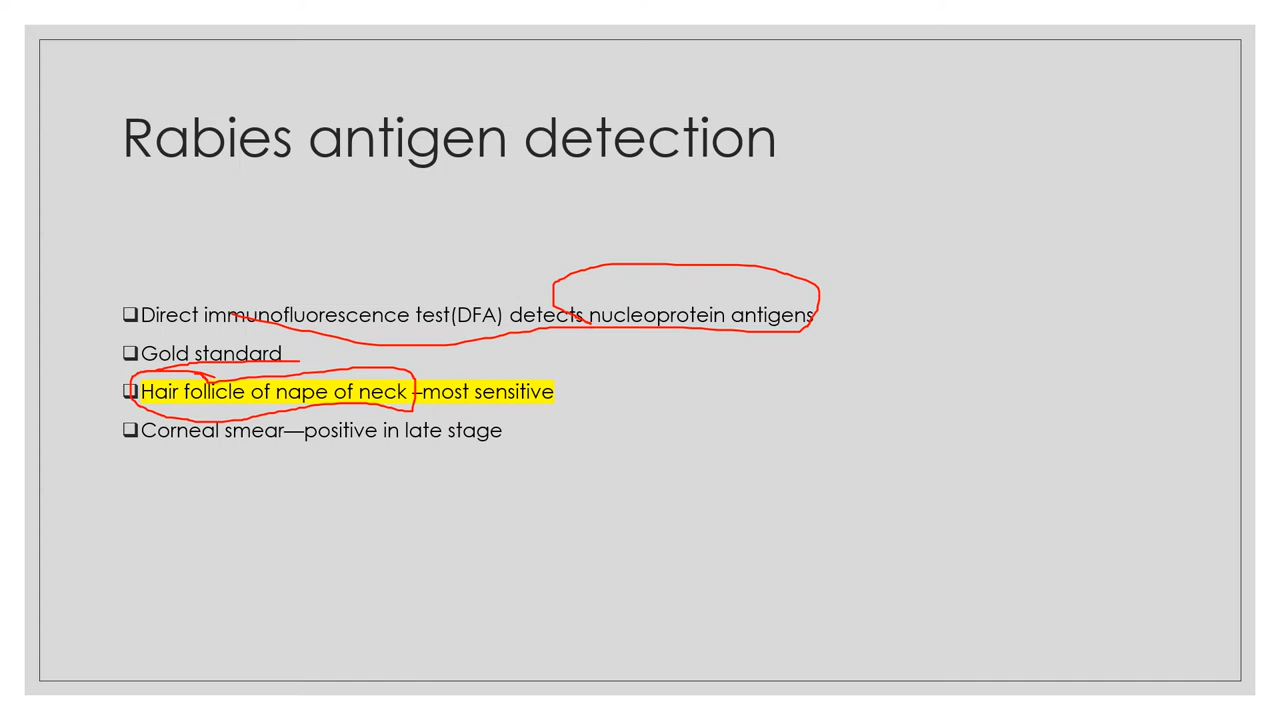 Rabies antigen detection
❑Direct immunofluorescence test(DFA) detects nucleoprotein antigens
❑Gold standard
❑Hair follicle of nape of neck –most sensitive
❑Corneal smear—positive in late stage